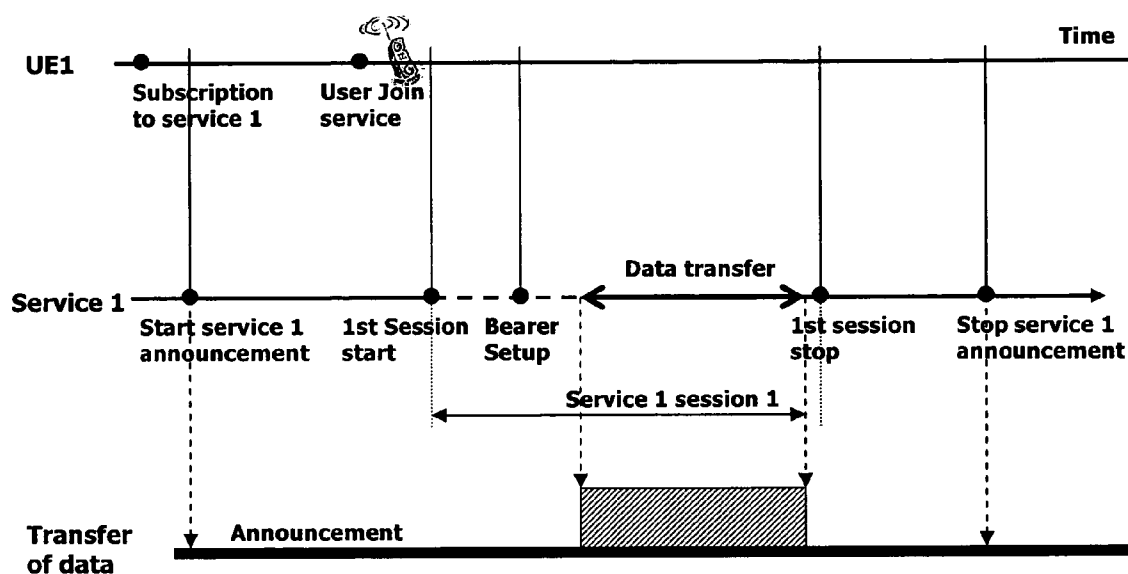 Time
UE1
Subscription
to service 1
User Join
service
Data transfer
Service 1
Start service 1
announcement
1st Session
start
Bearer
Setup
1st session
stop
Stop service 1
announcement
Service 1 session 1
Announcement
Transfer
of data